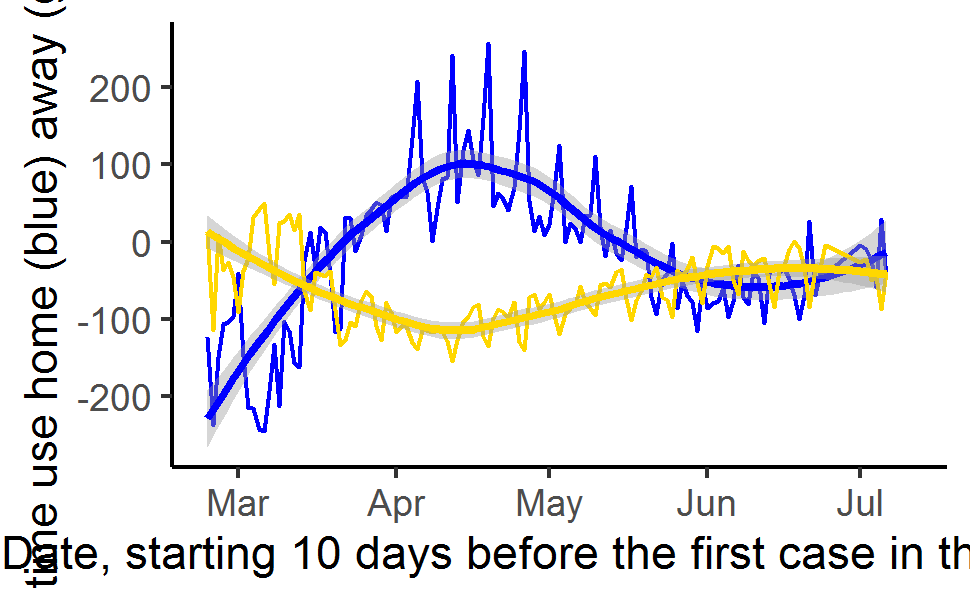 time use home (blue) away (
200
100
0
-100
-200
Mar Apr May Jun Jul
Date, starting 10 days before the first case in th